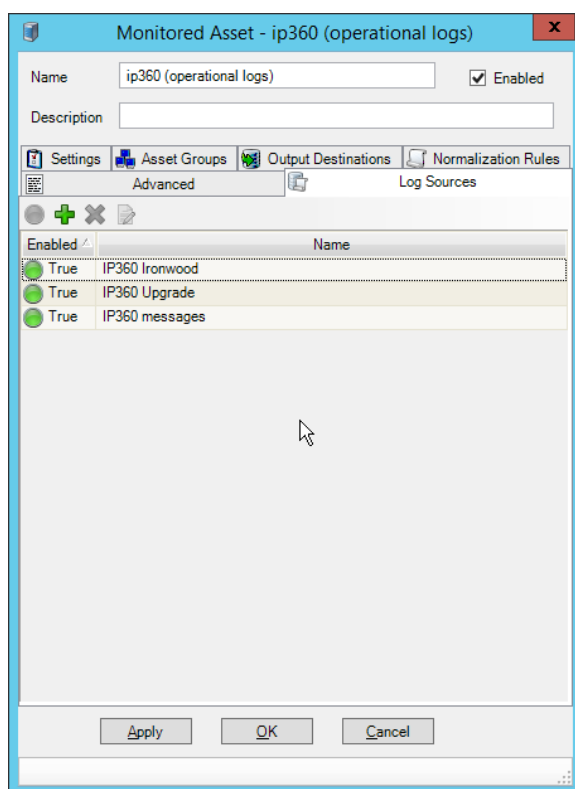 Monitored Asset - ip360 (operational logs)
x
Name ip360 (operational logs) Enabled
Description
Settings Asset Groups Output Destinations Normalization Rules
Advanced Log Sources
Enabled Name
True IP360 Ironwood
True IP360 Upgrade
True IP360 messages
Apply OK Cancel